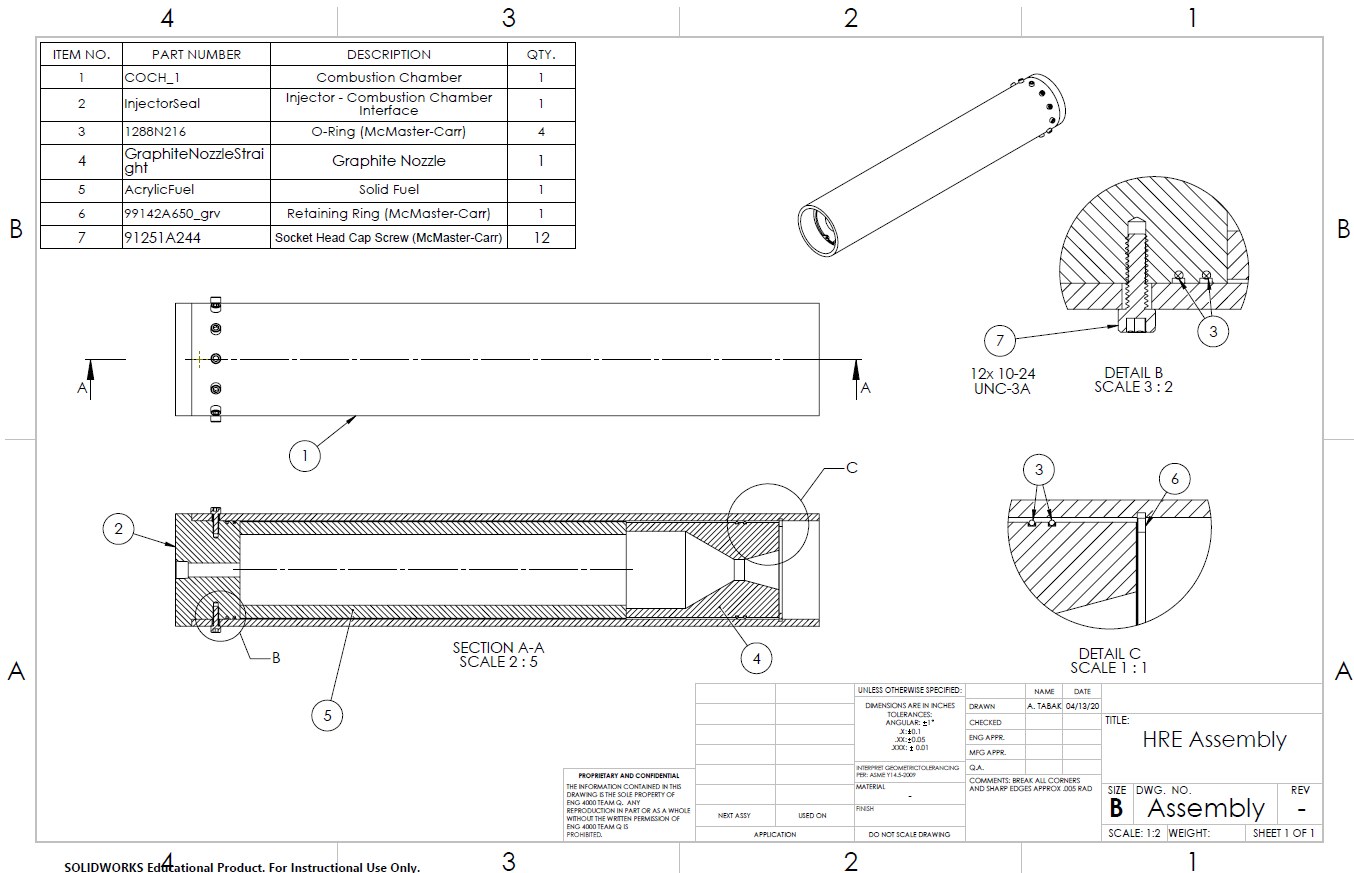 4 3 2 1
ITEM NO. PART NUMBER DESCRIPTION QTY.
1 COCH_1 Combustion Chamber 1
2 InjectorSeal Injector - Combustion Chamber
Interface 1
3 1288N216 O-Ring (McMaster-Carr) 4
4 GraphiteNozzleStrai
ght Graphite Nozzle 1
5 AcrylicFuel Solid Fuel 1
6 99142A650_grv Retaining Ring (McMaster-Carr) 1
7 91251A244 Socket Head Cap Screw (McMaster-Carr) 12
B B
7
3
12x 10-24
UNC-3A
DETAIL B
SCALE 3 : 2
A A
1
C
2
3
6
B
SECTION A-A
SCALE 2 : 5
4
5
DETAIL C
SCALE 1 : 1
A A
UNLESS OTHERWISE SPECIFIED:
DIMENSIONS ARE IN INCHES
TOLERANCES:
ANGULAR: ±1°
.X:±0.1
.XX:±0.05
.XXX: ± 0.01
INTERPRET GEOMETRICTOLERANCING
PER: ASME Y14.5-2009
MATERIAL
-
FINISH
DO NOT SCALE DRAWING
NAME DATE
DRAWN A. TABAK 04/13/20
CHECKED
ENG APPR.
MFG APPR.
Q.A.
COMMENTS: BREAK ALL CORNERS
AND SHARP EDGES APPROX .005 RAD
TITLE:
HRE Assembly
SIZE DWG. NO. REV
B Assembly -
SCALE: 1:2 WEIGHT: SHEET 1 OF 1
PROPRIETARY AND CONFIDENTIAL
THE INFORMATION CONTAINED IN THIS
DRAWING IS THE SOLE PROPERTY OF
ENG 4000 TEAM Q. ANY
REPRODUCTION IN PART OR AS A WHOLE
WITHOUT THE WRITTEN PERMISSION OF
ENG 4000 TEAM Q IS
PROHIBITED.
NEXT ASSY USED ON
APPLICATION
4 3 2 1
SOLIDWORKS Educational Product. For Instructional Use Only.